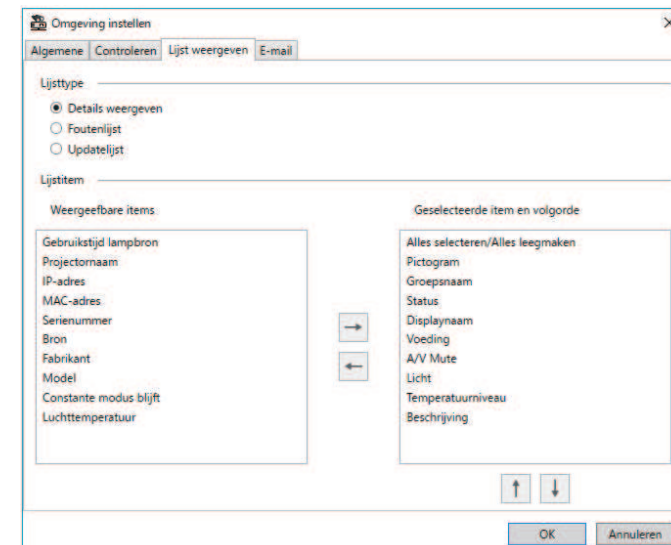 Omgeving instellen
Algemene Controleren Lijst weergeven E-mail
Lijsttype
Details weergeven
Foutenlijst
Updatelijst
Lijstitem
Weergeefbare items
Gebruikstijd lampbron
Projectornaam
IP-adres
MAC-adres
Serienummer
Bron
Fabrikant
Model
Constante modus blijft
Luchttemperatuur
Geselecteerde item en volgorde
Alles selecteren/Alles leegmaken
Pictogram
Groepsnaam
Status
Displaynaam
Voeding
A/V Mute
Licht
Temperatuurniveau
Beschrijving
OK Annuleren